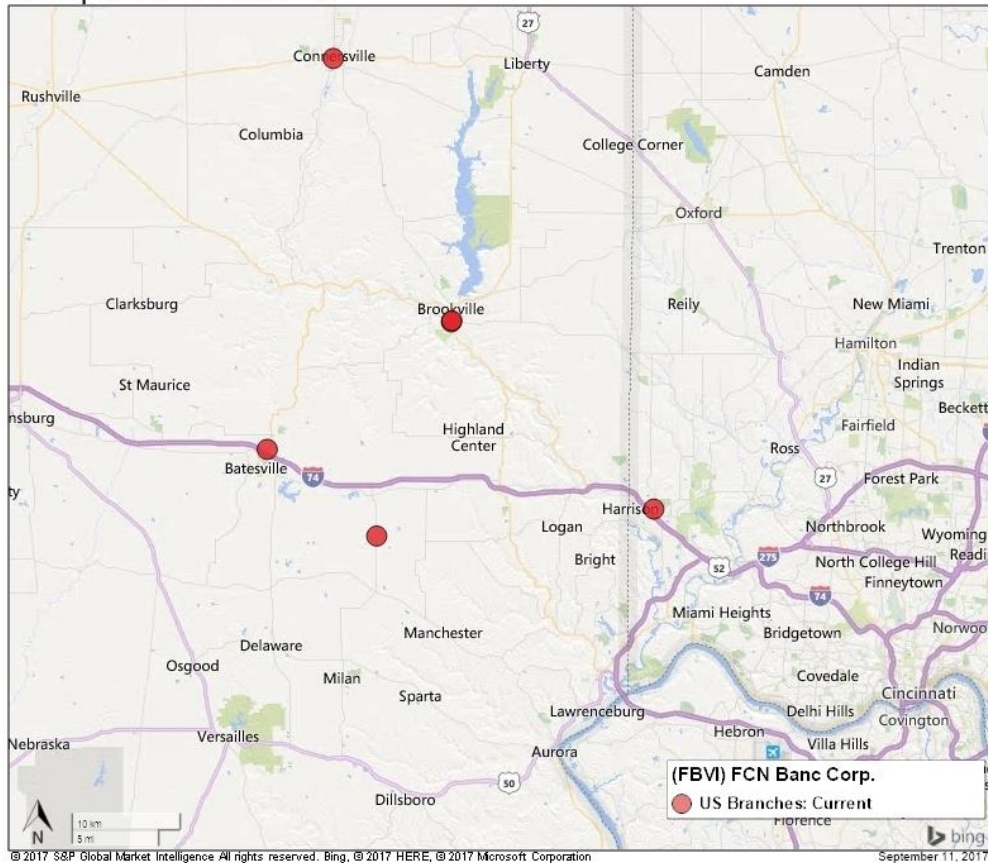 27
Connersville
Liberty
Camden
Rushville
Columbia
College Corner
Oxford
Trenton
Clarksburg
Brookville
Reily
New Miami
Hamilton
Indian
Springs
St Maurice
Beckett
nsburg
Highland
Center
Fairfield
Ross
Batesville
74
27
Forest Park
ty
Harrison
Logan
Northbrook
Wyoming
Bright
52
275
North College Hill
Readi
Finneytown
74
Miami Heights
Manchester
Bridgetown
Norwoo
Delaware
Osgood
Milan
Covedale
Sparta
Cincinnati
Lawrenceburg
Delhi Hills
Covington
Versailles
Hebron
Nebraska
Aurora
Villa Hills
50
Dillsboro
(FBVI) FCN Banc Corp.
US Branches: Current
Florence
N
10 km
5 mi
bing
© 2017 S&P Global Market Intelligence All rights reserved. Bing, © 2017 HERE, © 2017 Microsoft Corporation
September 11, 2017